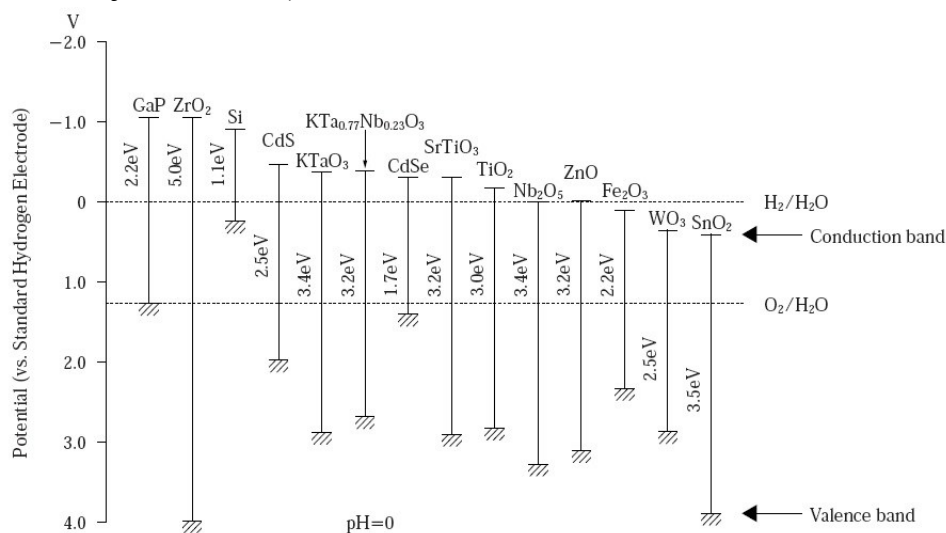 V
−2.0
−1.0
0
1.0
2.0
3.0
4.0
Potential (vs. Standard Hydrogen Electrode)
GaP
2.2eV
ZrO₂
5.0eV
Si
1.1eV
CdS
2.5eV
KTaO₃
3.4eV
KTa₀.₇₇Nb₀.₂₃O₃
3.2eV
CdSe
1.7eV
SrTiO₃
3.2eV
TiO₂
3.0eV
Nb₂O₅
3.4eV
ZnO
3.2eV
Fe₂O₃
2.2eV
WO₃
2.5eV
SnO₂
3.5eV
H₂/H₂O
Conduction band
O₂/H₂O
Valence band
pH=0